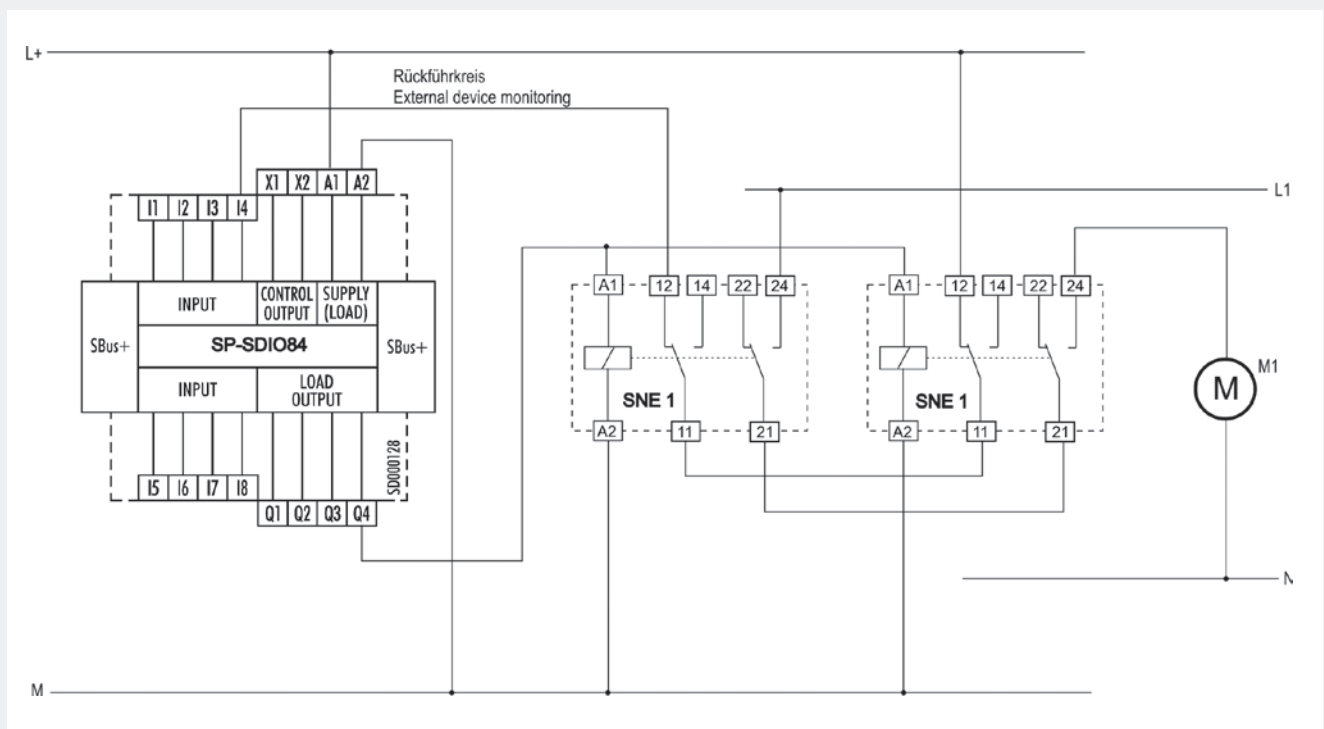 L+
Rückführkreis
External device monitoring
X1 X2 A1 A2
I1 I2 I3 I4
L1
A1 12 14 22 24
A1 12 14 22 24
INPUT
CONTROL OUTPUT
SUPPLY (LOAD)
SBus+
SP-SDIO84
SBus+
INPUT
LOAD OUTPUT
SNE 1
SNE 1
M
M1
A2 11 21
A2 11 21
SD000128
I5 I6 I7 I8
Q1 Q2 Q3 Q4
M